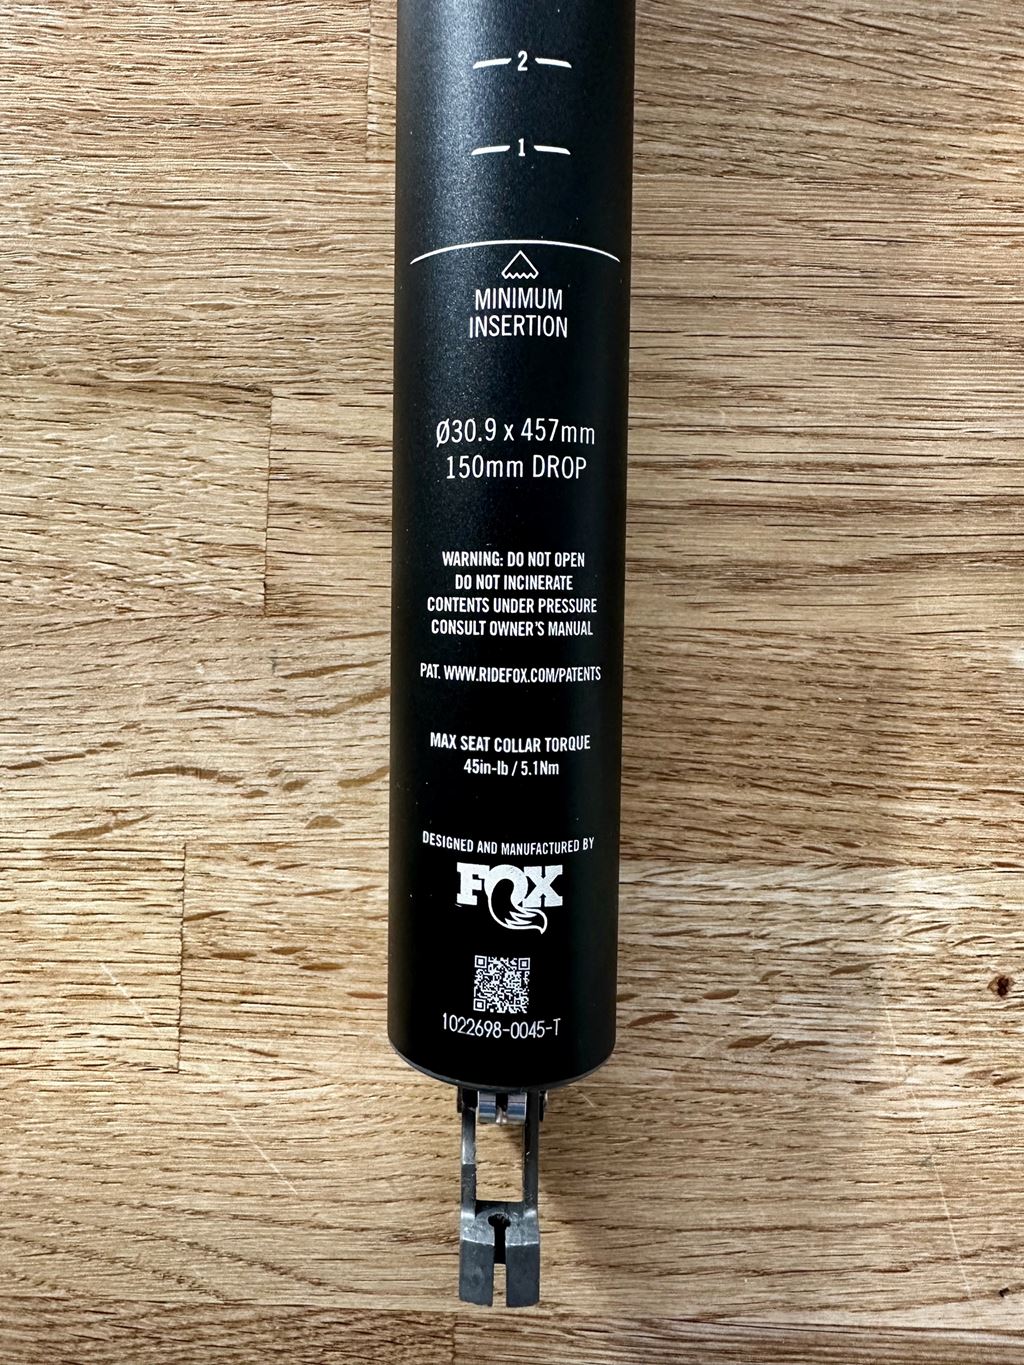 2
1
MINIMUM
INSERTION
Ø30.9 x 457mm
150mm DROP
WARNING: DO NOT OPEN
DO NOT INCINERATE
CONTENTS UNDER PRESSURE
CONSULT OWNER'S MANUAL
PAT. WWW.RIDEFOX.COM/PATENTS
MAX SEAT COLLAR TORQUE
45in-lb / 5.1Nm
DESIGNED AND MANUFACTURED BY
FOX
1022698-0045-T